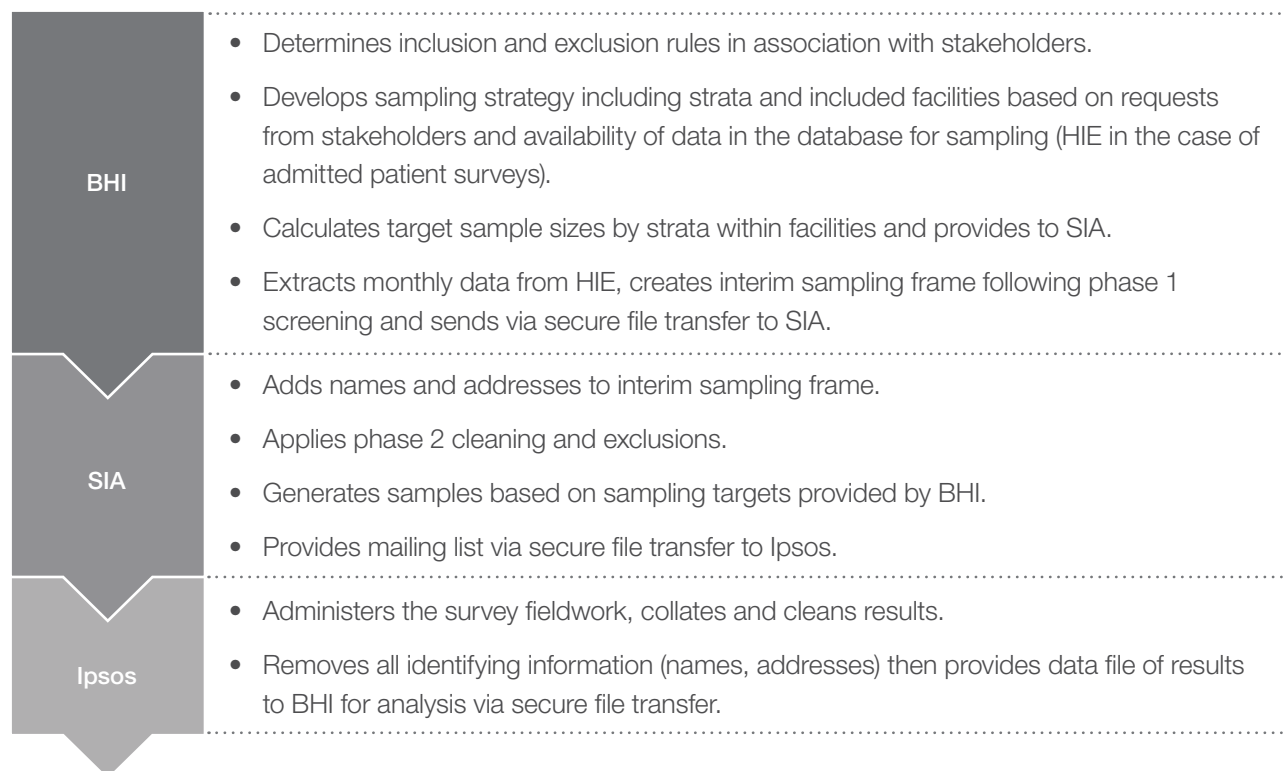 BHI
• Determines inclusion and exclusion rules in association with stakeholders.
• Develops sampling strategy including strata and included facilities based on requests
from stakeholders and availability of data in the database for sampling (HIE in the case of
admitted patient surveys).
• Calculates target sample sizes by strata within facilities and provides to SIA.
• Extracts monthly data from HIE, creates interim sampling frame following phase 1
screening and sends via secure file transfer to SIA.
SIA
• Adds names and addresses to interim sampling frame.
• Applies phase 2 cleaning and exclusions.
• Generates samples based on sampling targets provided by BHI.
• Provides mailing list via secure file transfer to Ipsos.
Ipsos
• Administers the survey fieldwork, collates and cleans results.
• Removes all identifying information (names, addresses) then provides data file of results
to BHI for analysis via secure file transfer.